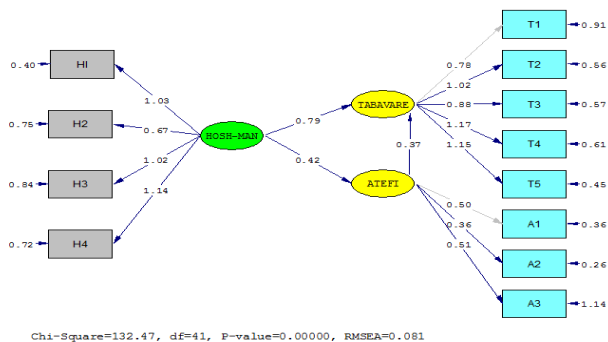 0.40
HI
0.75
H2
0.84
H3
0.72
H4
1.03
0.67
1.02
1.14
HOSH-MAN
0.79
0.42
TABAVARE
0.37
ATEFI
0.78
1.02
0.88
1.17
1.15
0.50
0.36
0.51
T1
0.91
T2
0.56
T3
0.57
T4
0.61
T5
0.45
A1
0.36
A2
0.26
A3
1.14
Chi-Square=132.47, df=41, P-value=0.00000, RMSEA=0.081